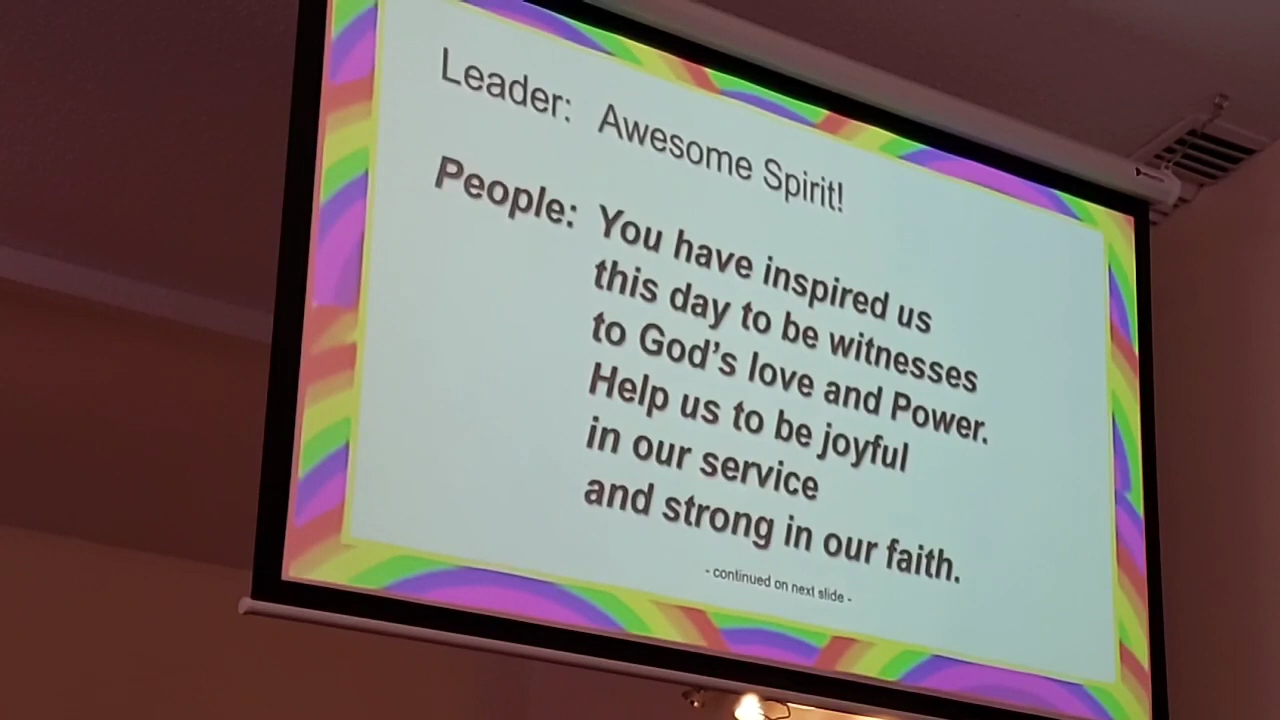 Leader: Awesome Spirit!
People: You have inspired us
this day to be witnesses
to God's love and Power.
Help us to be joyful
in our service
and strong in our faith.
- continued on next slide -